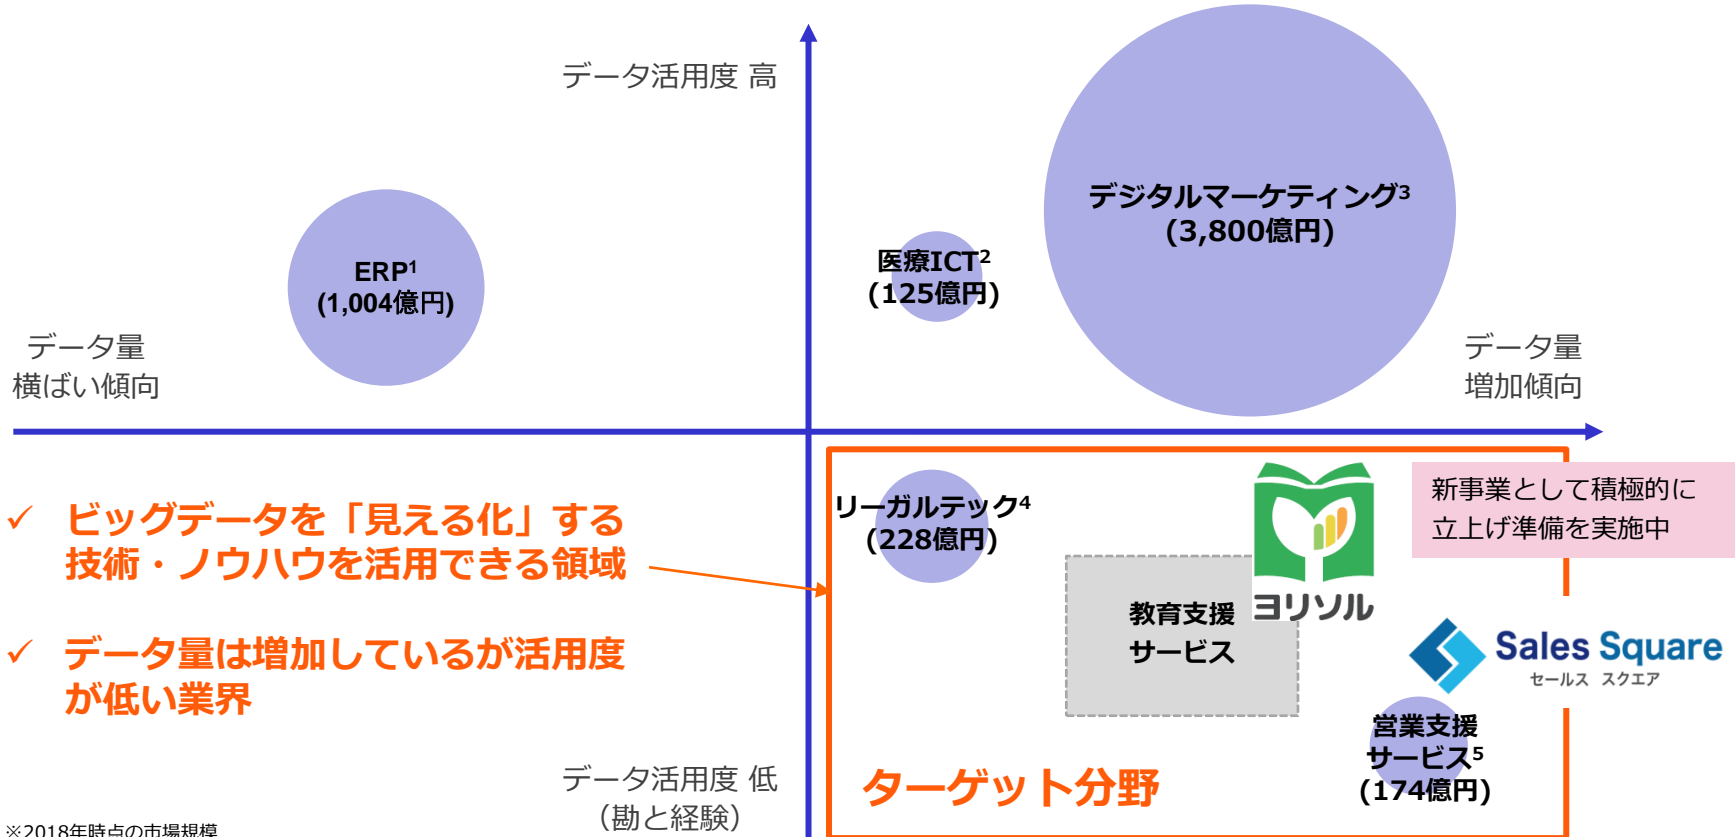 データ活用度 高
デジタルマーケティング3
(3,800億円)
医療ICT2
(125億円)
ERP1
(1,004億円)
データ量
横ばい傾向
データ量
増加傾向
✓ ビッグデータを「見える化」する
技術・ノウハウを活用できる領域
✓ データ量は増加しているが活用度
が低い業界
リーガルテック4
(228億円)
新事業として積極的に
立上げ準備を実施中
ヨリソル
教育支援
サービス
Sales Square
セールス スクエア
営業支援
サービス5
(174億円)
ターゲット分野
データ活用度 低
（勘と経験）
※2018年時点の市場規模